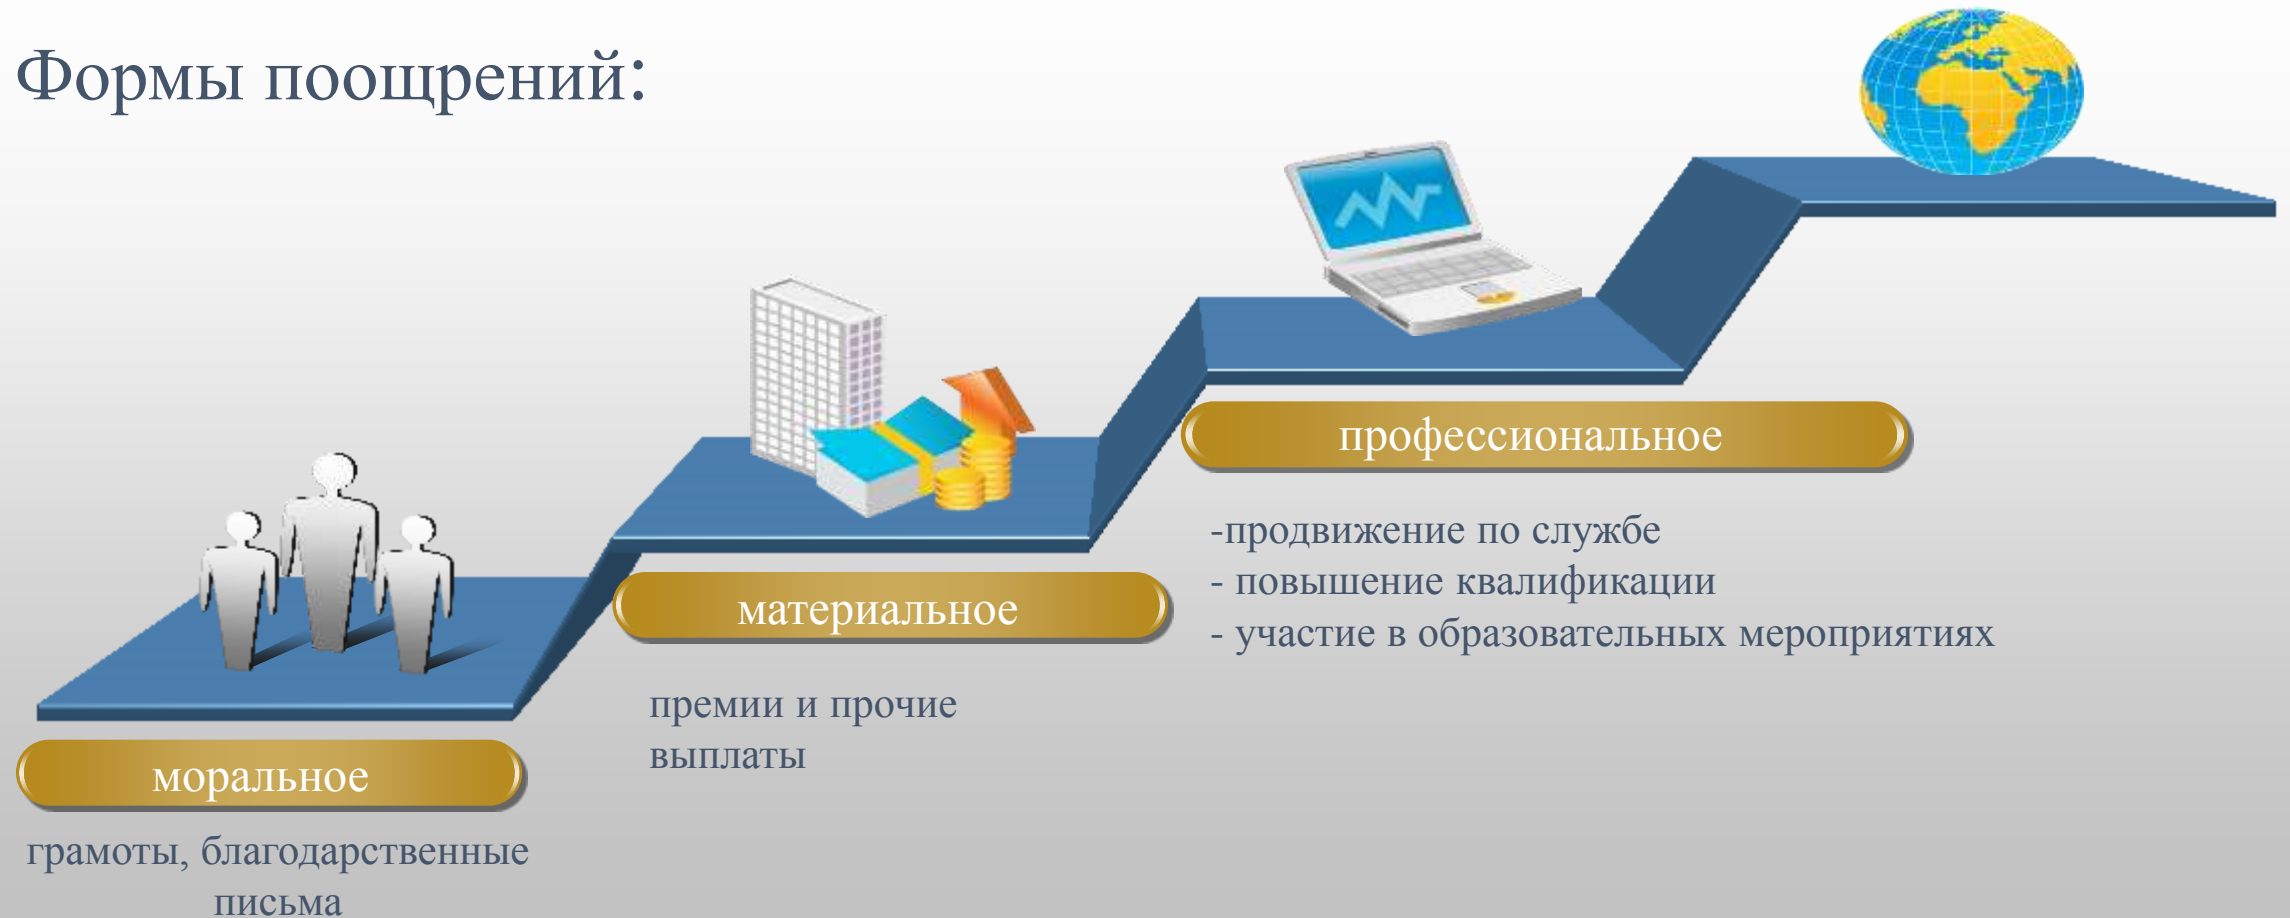 Формы поощрений:
моральное
грамоты, благодарственные
письма
материальное
премии и прочие
выплаты
профессиональное
-продвижение по службе
- повышение квалификации
- участие в образовательных мероприятиях